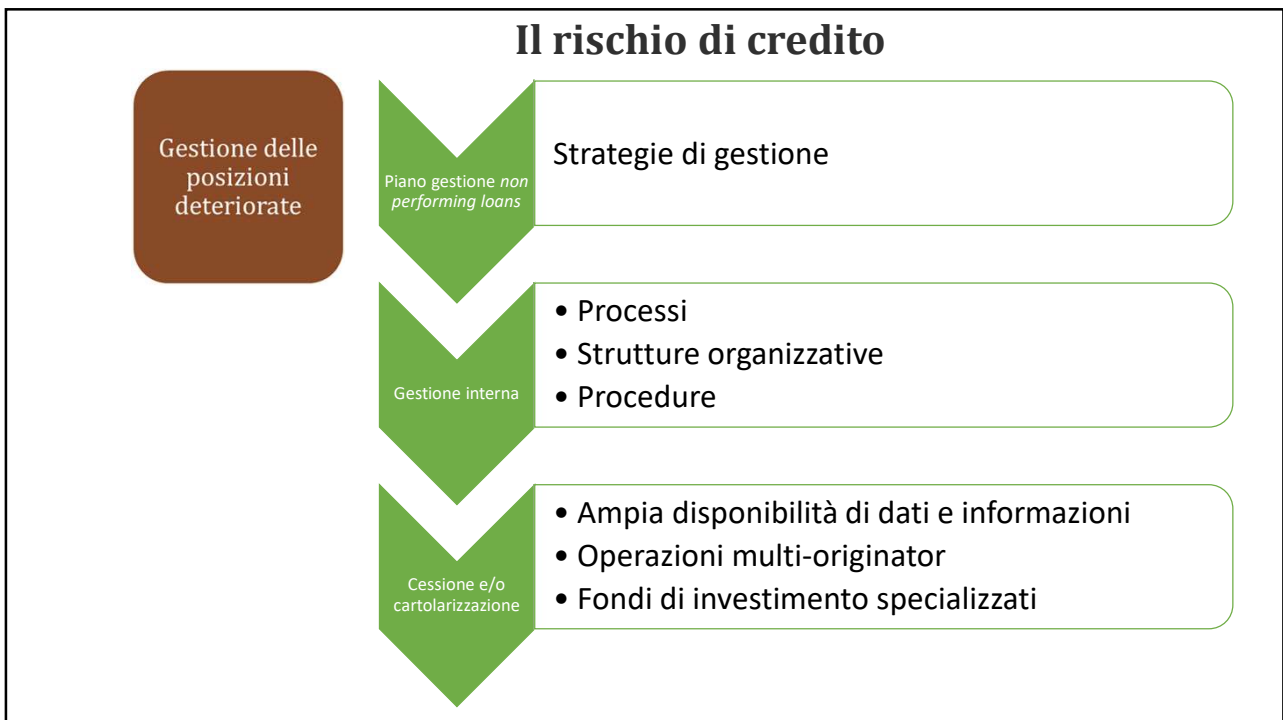 Il rischio di credito
Gestione delle
posizioni
deteriorate
Piano gestione non
performing loans
Strategie di gestione
Gestione interna
• Processi
• Strutture organizzative
• Procedure
Cessione e/o
cartolarizzazione
• Ampia disponibilità di dati e informazioni
• Operazioni multi-originator
• Fondi di investimento specializzati